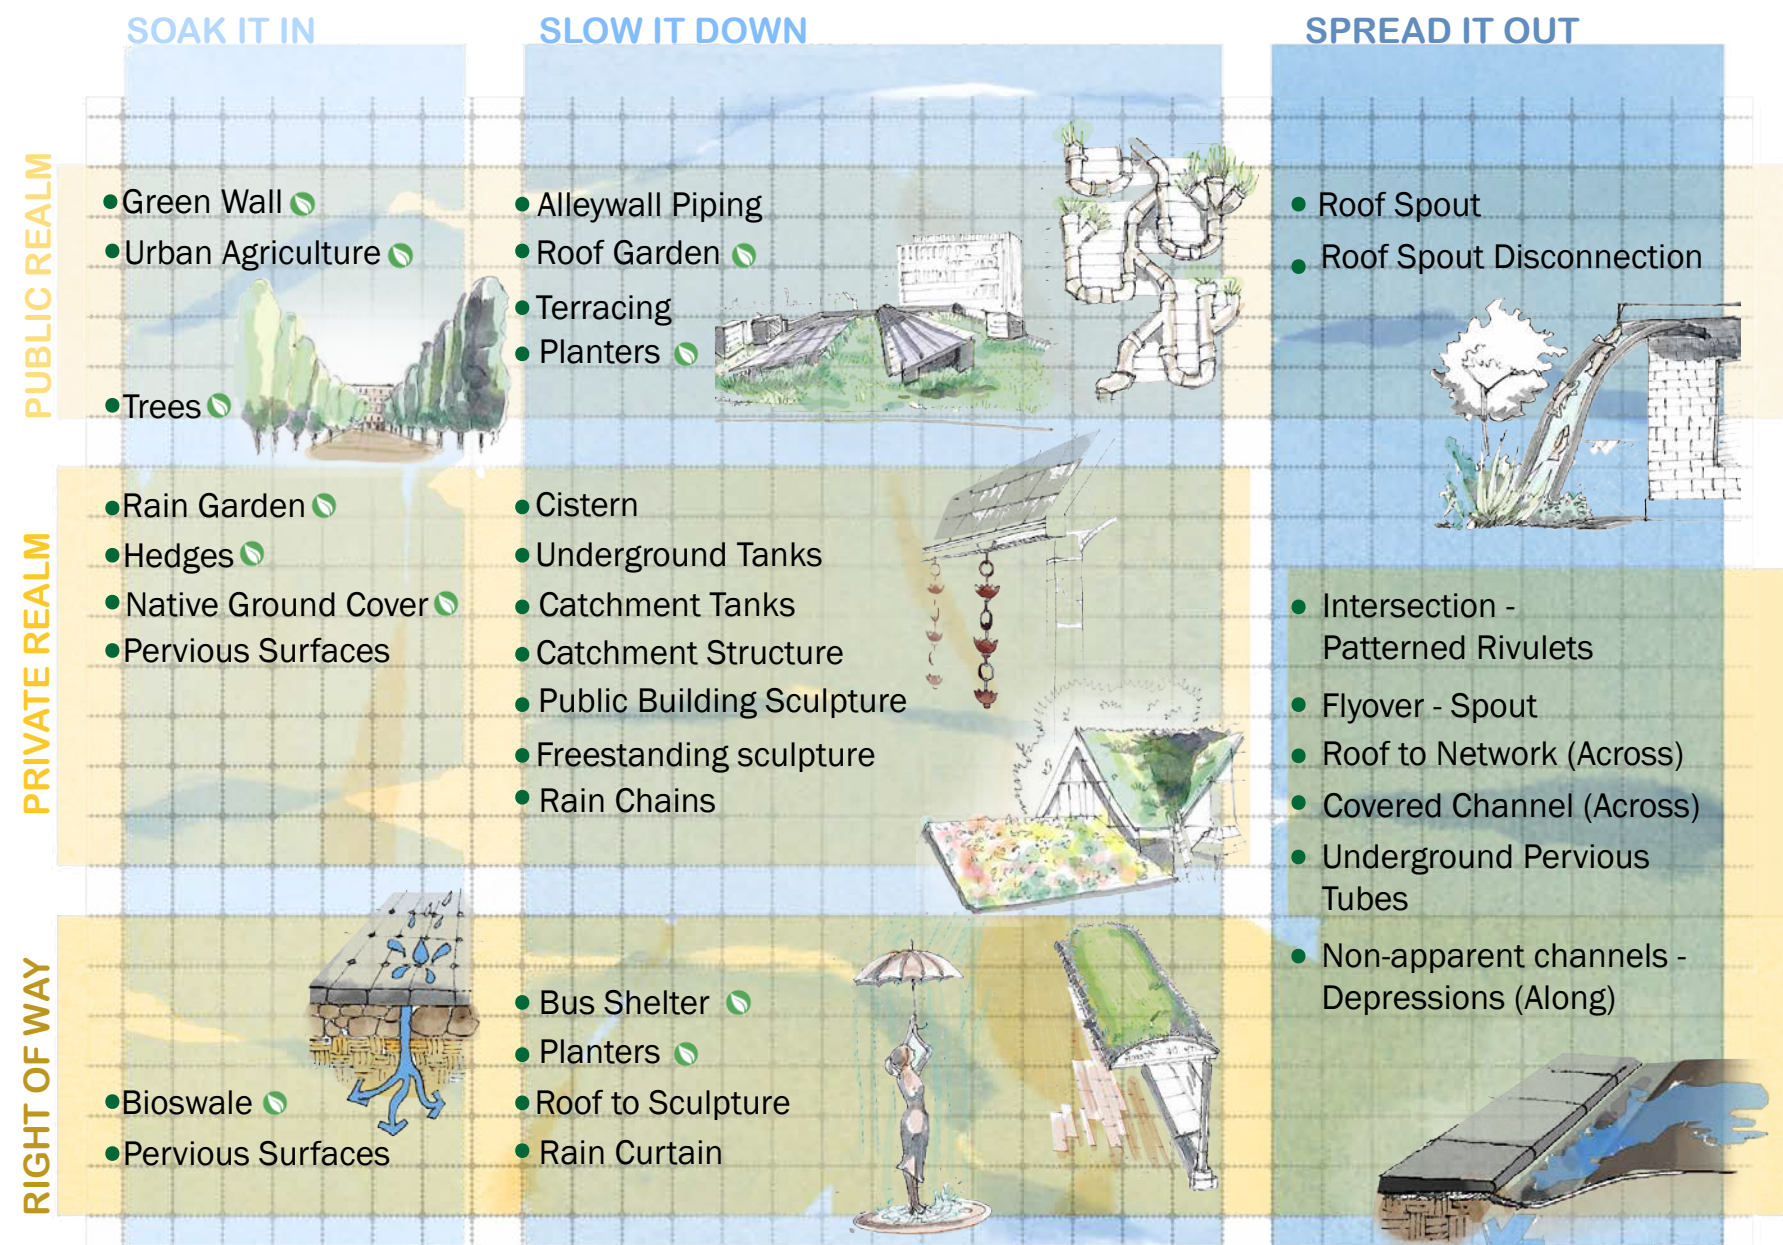 SOAK IT IN
SLOW IT DOWN
SPREAD IT OUT
PUBLIC REALM
Green Wall
Urban Agriculture
Trees
Alleywall Piping
Roof Garden
Terracing
Planters
Roof Spout
Roof Spout Disconnection
PRIVATE REALM
Rain Garden
Hedges
Native Ground Cover
Pervious Surfaces
Cistern
Underground Tanks
Catchment Tanks
Catchment Structure
Public Building Sculpture
Freestanding sculpture
Rain Chains
Intersection -
Patterned Rivulets
Flyover - Spout
Roof to Network (Across)
Covered Channel (Across)
Underground Pervious
Tubes
Non-apparent channels -
Depressions (Along)
RIGHT OF WAY
Bioswale
Pervious Surfaces
Bus Shelter
Planters
Roof to Sculpture
Rain Curtain